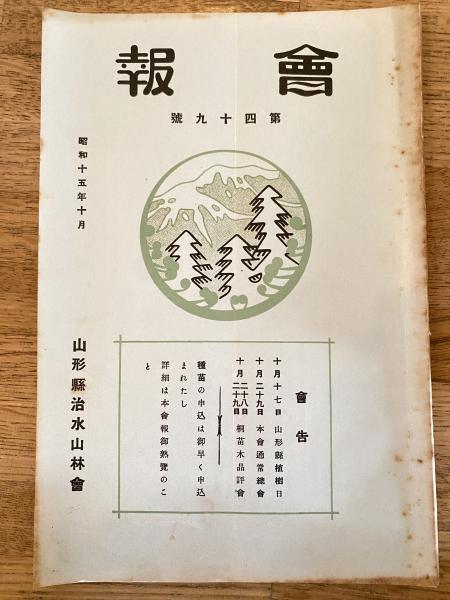 會報
第四十九號
昭和十五年十月
山形縣治水山林會
會告
十月十七日 山形縣植樹日
十月二十九日 本會通常總會
十月二十八日二十九日 桐苗木品評會
種苗の申込は御早く申込
まれたし
詳細は本會報御熟覽のこ
と